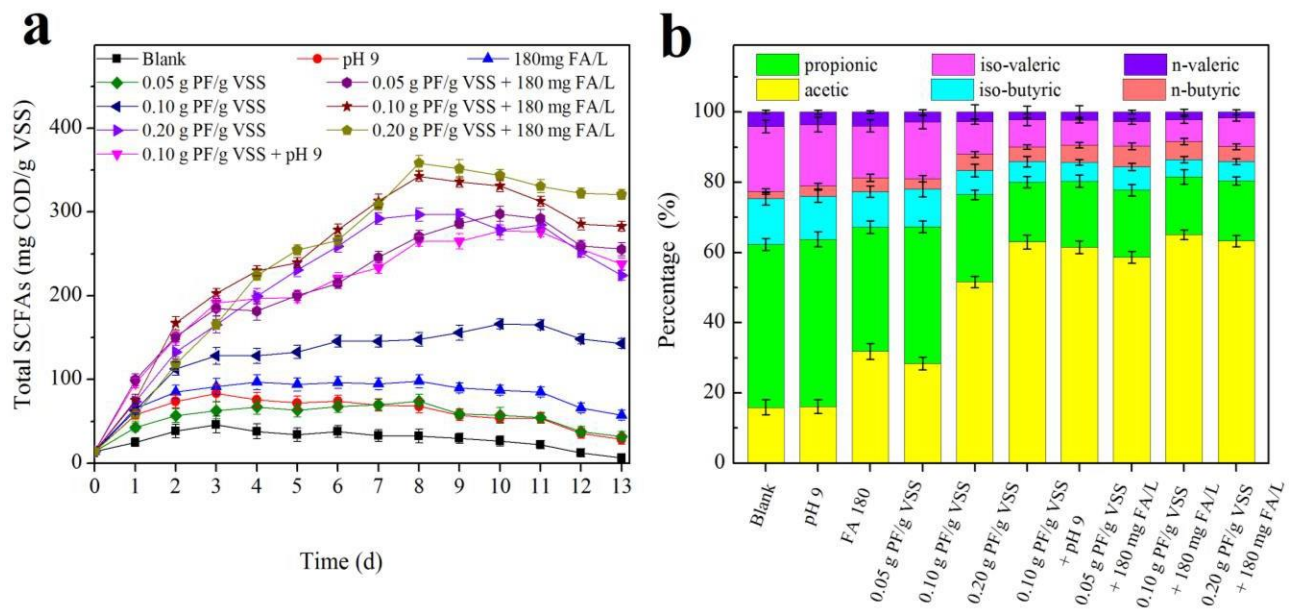 a
Blank
pH 9
180mg FA/L
0.05 g PF/g VSS
0.05 g PF/g VSS + 180 mg FA/L
0.10 g PF/g VSS
0.10 g PF/g VSS + 180 mg FA/L
0.20 g PF/g VSS
0.20 g PF/g VSS + 180 mg FA/L
0.10 g PF/g VSS + pH 9
Total SCFAs (mg COD/g VSS)
400
300
200
100
0
0 1 2 3 4 5 6 7 8 9 10 11 12 13
Time (d)
b
propionic
iso-valeric
n-valeric
acetic
iso-butyric
n-butyric
Percentage (%)
100
80
60
40
20
0
Blank
pH 9
FA 180
0.05 g PF/g VSS
0.10 g PF/g VSS
0.20 g PF/g VSS
0.10 g PF/g VSS
+ pH 9
0.05 g PF/g VSS
+ 180 mg FA/L
0.10 g PF/g VSS
+ 180 mg FA/L
0.20 g PF/g VSS
+ 180 mg FA/L